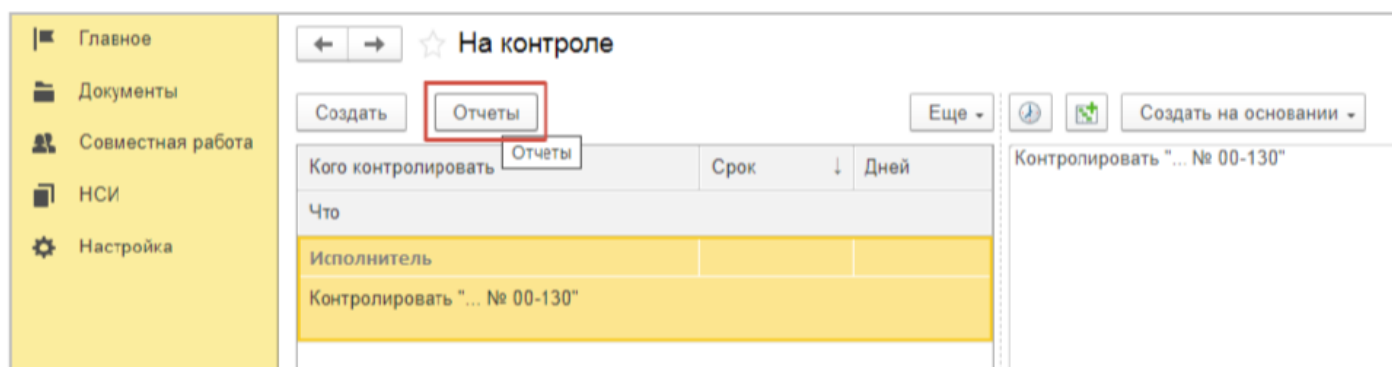 Главное
Документы
Совместная работа
НСИ
Настройка
На контроле
Создать Отчеты Еще Создать на основании
Отчеты
Кого контролировать Срок ↓ Дней
Что
Исполнитель
Контролировать "... № 00-130"
Контролировать "... № 00-130"